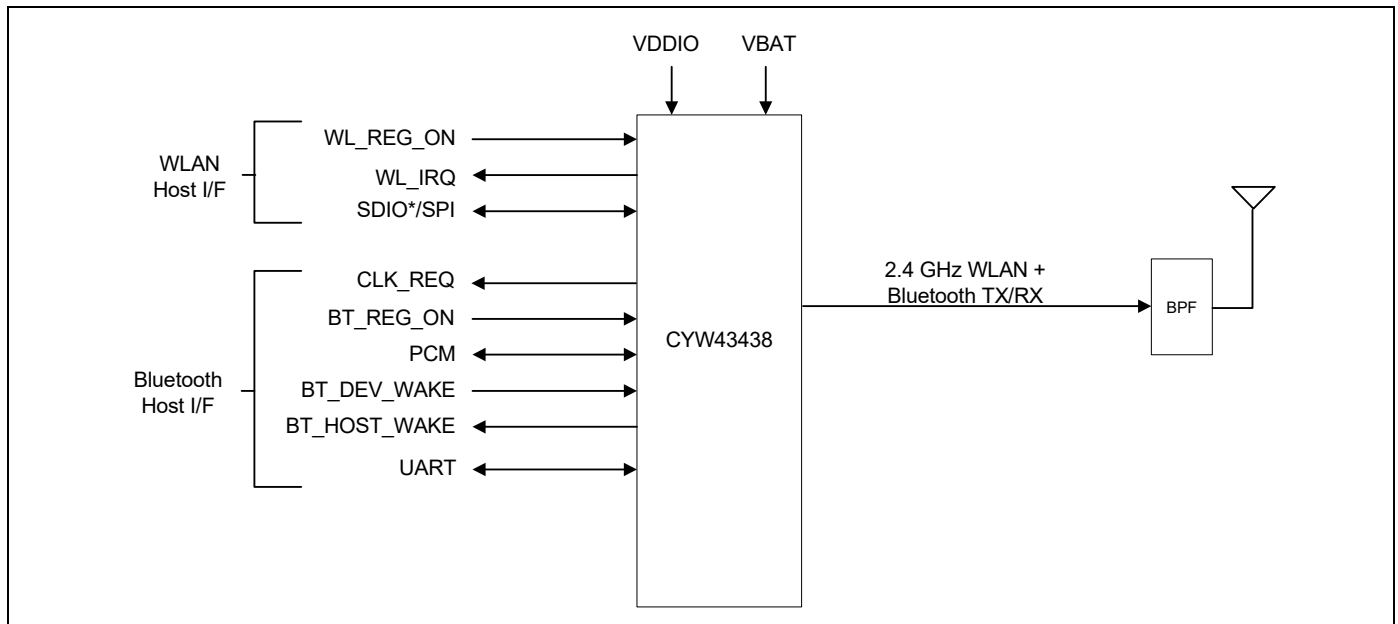 VDDIO
VBAT
WLAN
Host I/F
WL_REG_ON
WL_IRQ
SDIO*/SPI
Bluetooth
Host I/F
CLK_REQ
BT_REG_ON
PCM
BT_DEV_WAKE
BT_HOST_WAKE
UART
CYW43438
2.4 GHz WLAN +
Bluetooth TX/RX
BPF